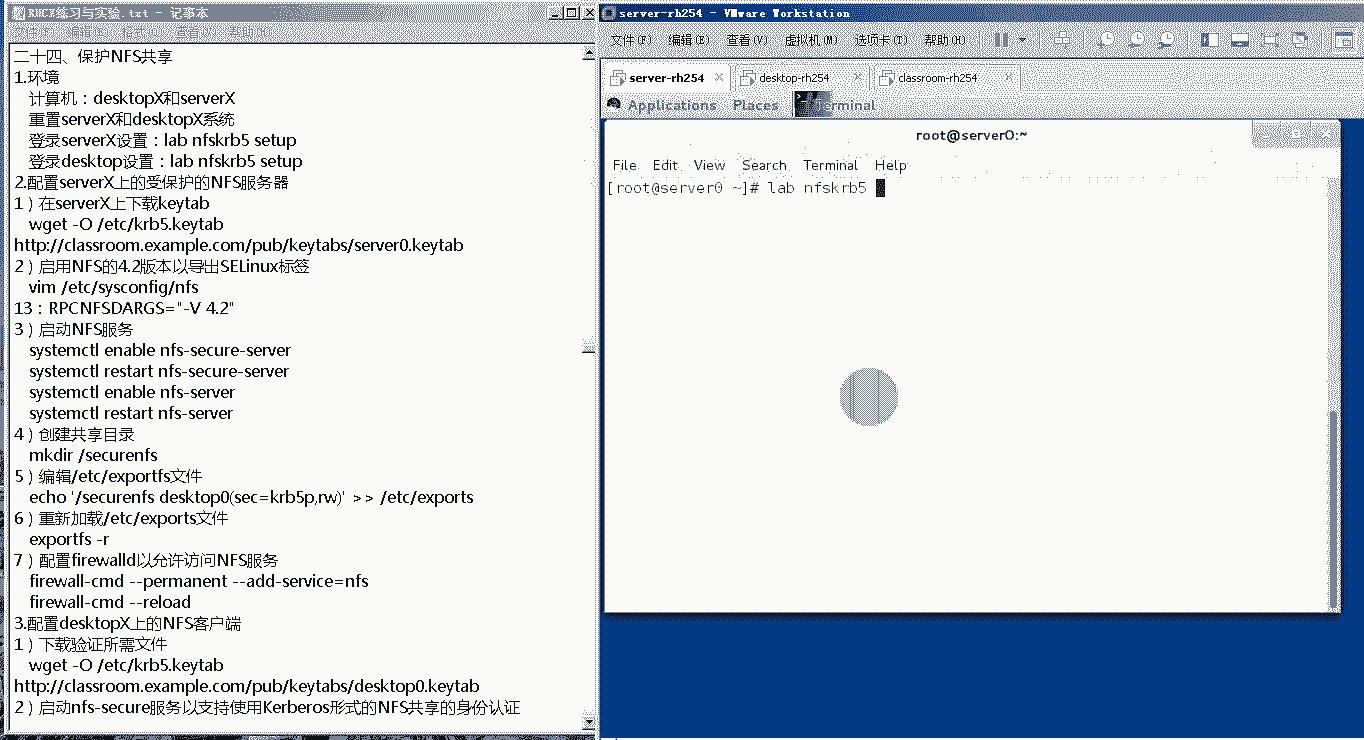 RHCE练习与实验.txt - 记事本
文件(F) 编辑(E) 格式(O) 查看(V) 帮助(H)
二十四、保护NFS共享
1.环境
计算机：desktopX和serverX
重置serverX和desktopX系统
登录serverX设置：lab nfskrb5 setup
登录desktop设置：lab nfskrb5 setup
2.配置serverX上的受保护的NFS服务器
1）在serverX上下载keytab
wget -O /etc/krb5.keytab
http://classroom.example.com/pub/keytabs/server0.keytab
2）启用NFS的4.2版本以导出SELinux标签
vim /etc/sysconfig/nfs
13：RPCNFSDARGS="-V 4.2"
3）启动NFS服务
systemctl enable nfs-secure-server
systemctl restart nfs-secure-server
systemctl enable nfs-server
systemctl restart nfs-server
4）创建共享目录
mkdir /securenfs
5）编辑/etc/exportfs文件
echo '/securenfs desktop0(sec=krb5p,rw)' >> /etc/exports
6）重新加载/etc/exports文件
exportfs -r
7）配置firewalld以允许访问NFS服务
firewall-cmd --permanent --add-service=nfs
firewall-cmd --reload
3.配置desktopX上的NFS客户端
1）下载验证所需文件
wget -O /etc/krb5.keytab
http://classroom.example.com/pub/keytabs/desktop0.keytab
2）启动nfs-secure服务以支持使用Kerberos形式的NFS共享的身份认证
server-rh254 - VMware Workstation
文件(F) 编辑(E) 查看(V) 虚拟机(M) 选项卡(T) 帮助(H)
server-rh254 desktop-rh254 classroom-rh254
Applications Places Terminal
root@server0:~
File Edit View Search Terminal Help
[root@server0 ~]# lab nfskrb5